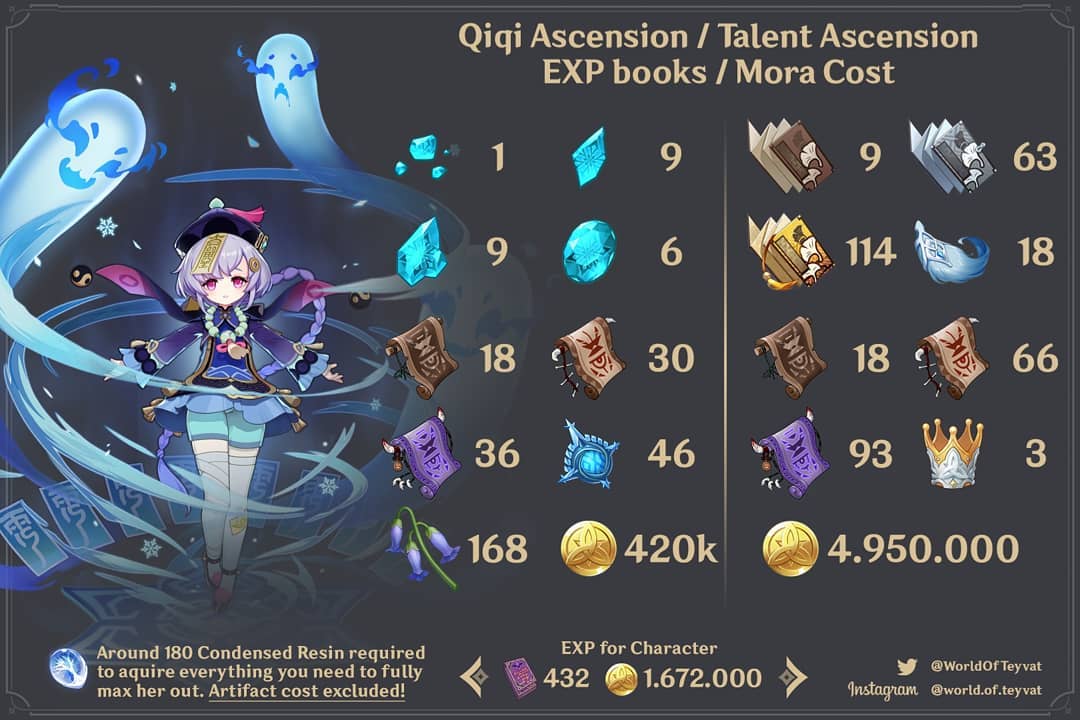 Qiqi Ascension / Talent Ascension
EXP books / Mora Cost
1 9 9 63
9 6 114 18
18 30 18 66
36 46 93 3
168 420k 4.950.000
Around 180 Condensed Resin required
to aquire everything you need to fully
max her out. Artifact cost excluded!
EXP for Character
432 1.672.000
@WorldOfTeyvat
Instagram @world.of.teyvat